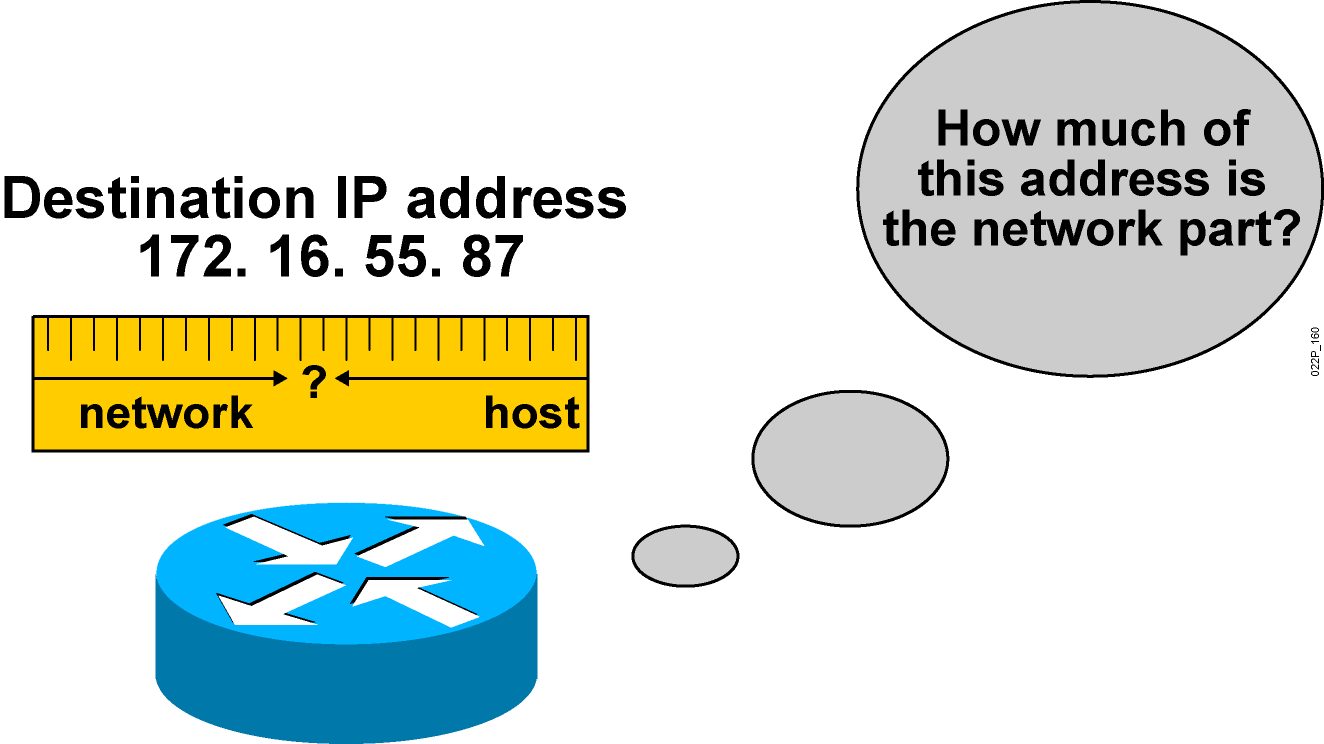 How much of
this address is
the network part?
Destination IP address
172. 16. 55. 87
?
network
host
022P_160